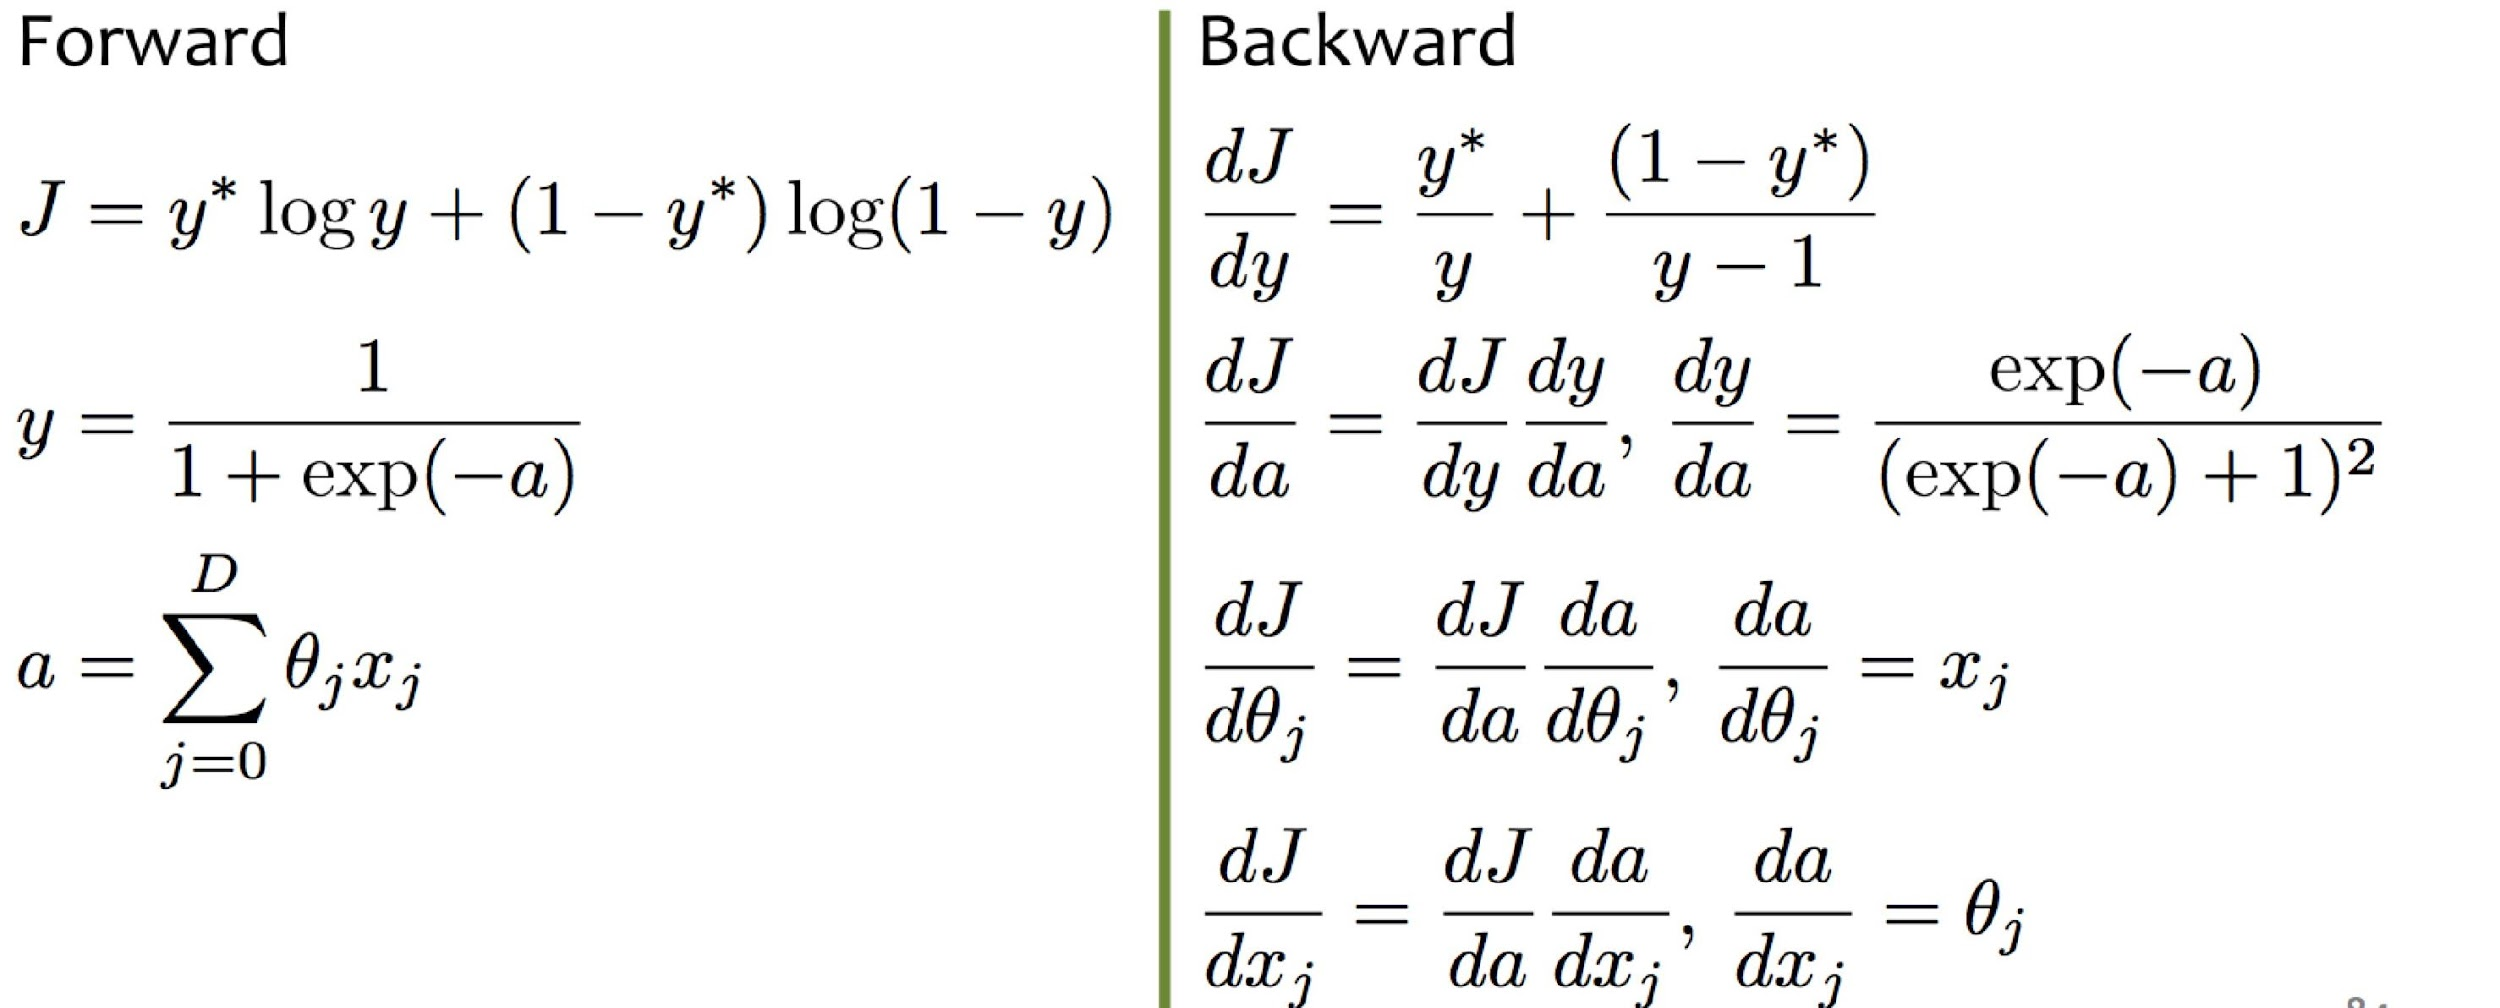 Forward
J = y* log y + (1 − y*) log(1 − y)
y = 1 / (1 + exp(−a))
a = ∑_{j=0}^{D} θ_j x_j
Backward
dJ/dy = y*/y + (1 − y*)/(y − 1)
dJ/da = dJ/dy dy/da, dy/da = exp(−a)/(exp(−a) + 1)²
dJ/dθ_j = dJ/da da/dθ_j, da/dθ_j = x_j
dJ/dx_j = dJ/da da/dx_j, da/dx_j = θ_j